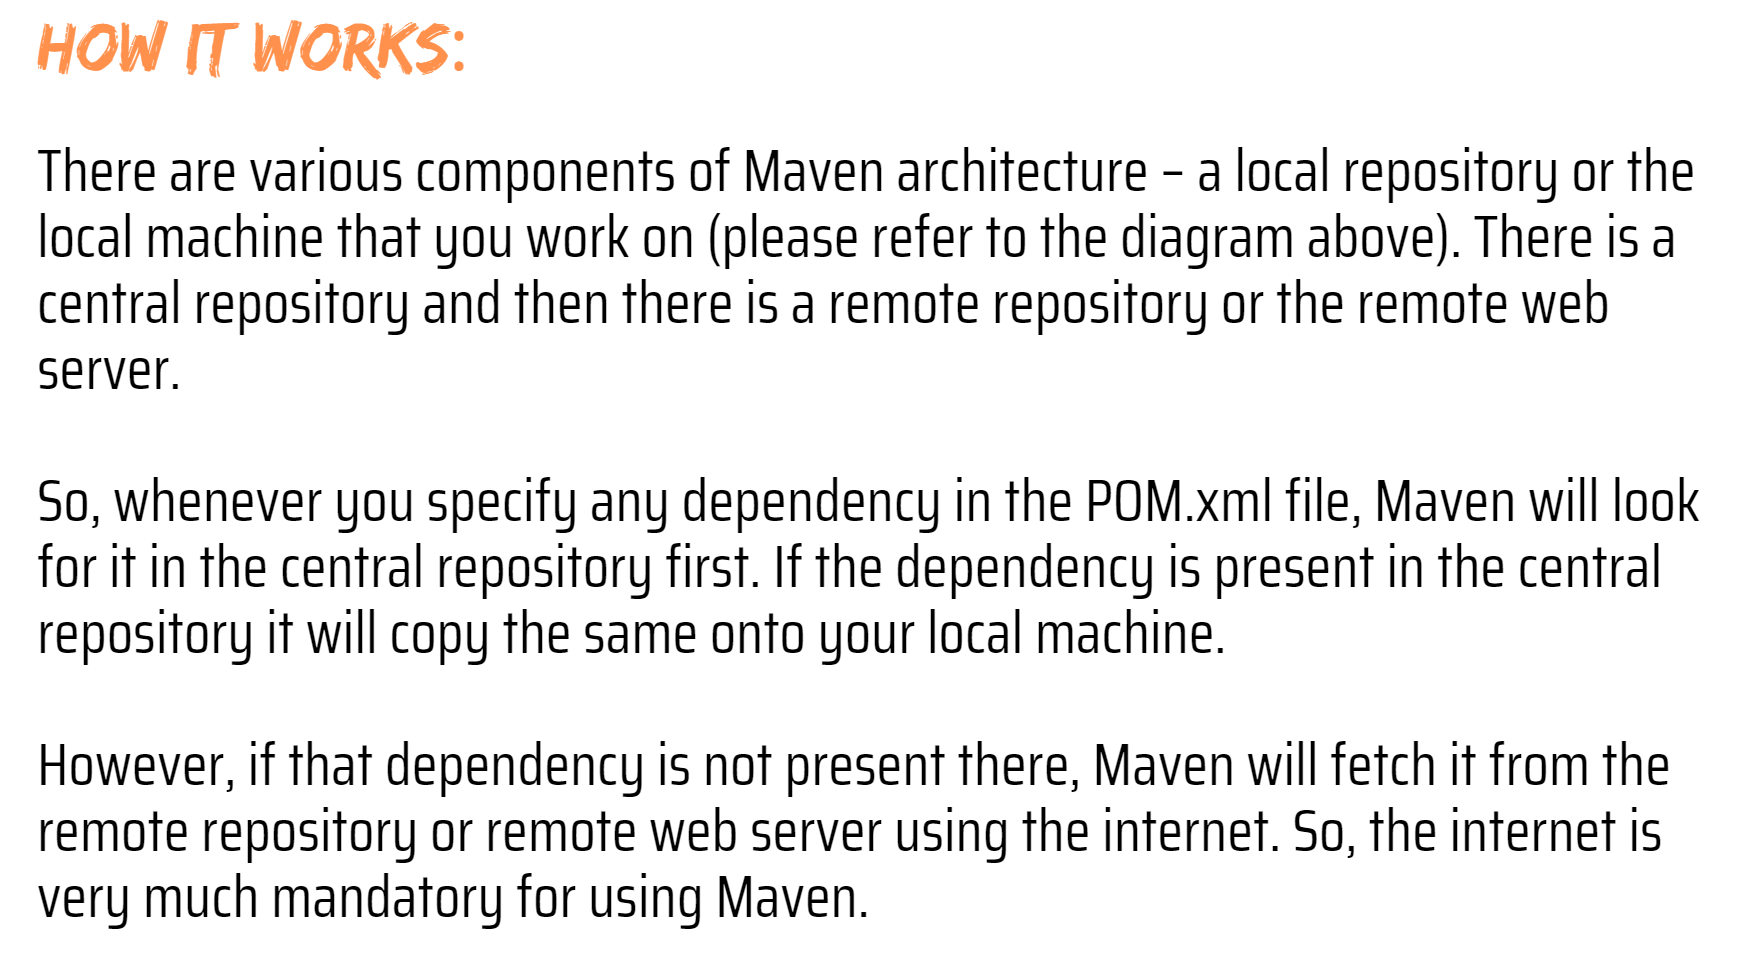 HOW IT WORKS:
There are various components of Maven architecture – a local repository or the
local machine that you work on (please refer to the diagram above). There is a
central repository and then there is a remote repository or the remote web
server.
So, whenever you specify any dependency in the POM.xml file, Maven will look
for it in the central repository first. If the dependency is present in the central
repository it will copy the same onto your local machine.
However, if that dependency is not present there, Maven will fetch it from the
remote repository or remote web server using the internet. So, the internet is
very much mandatory for using Maven.